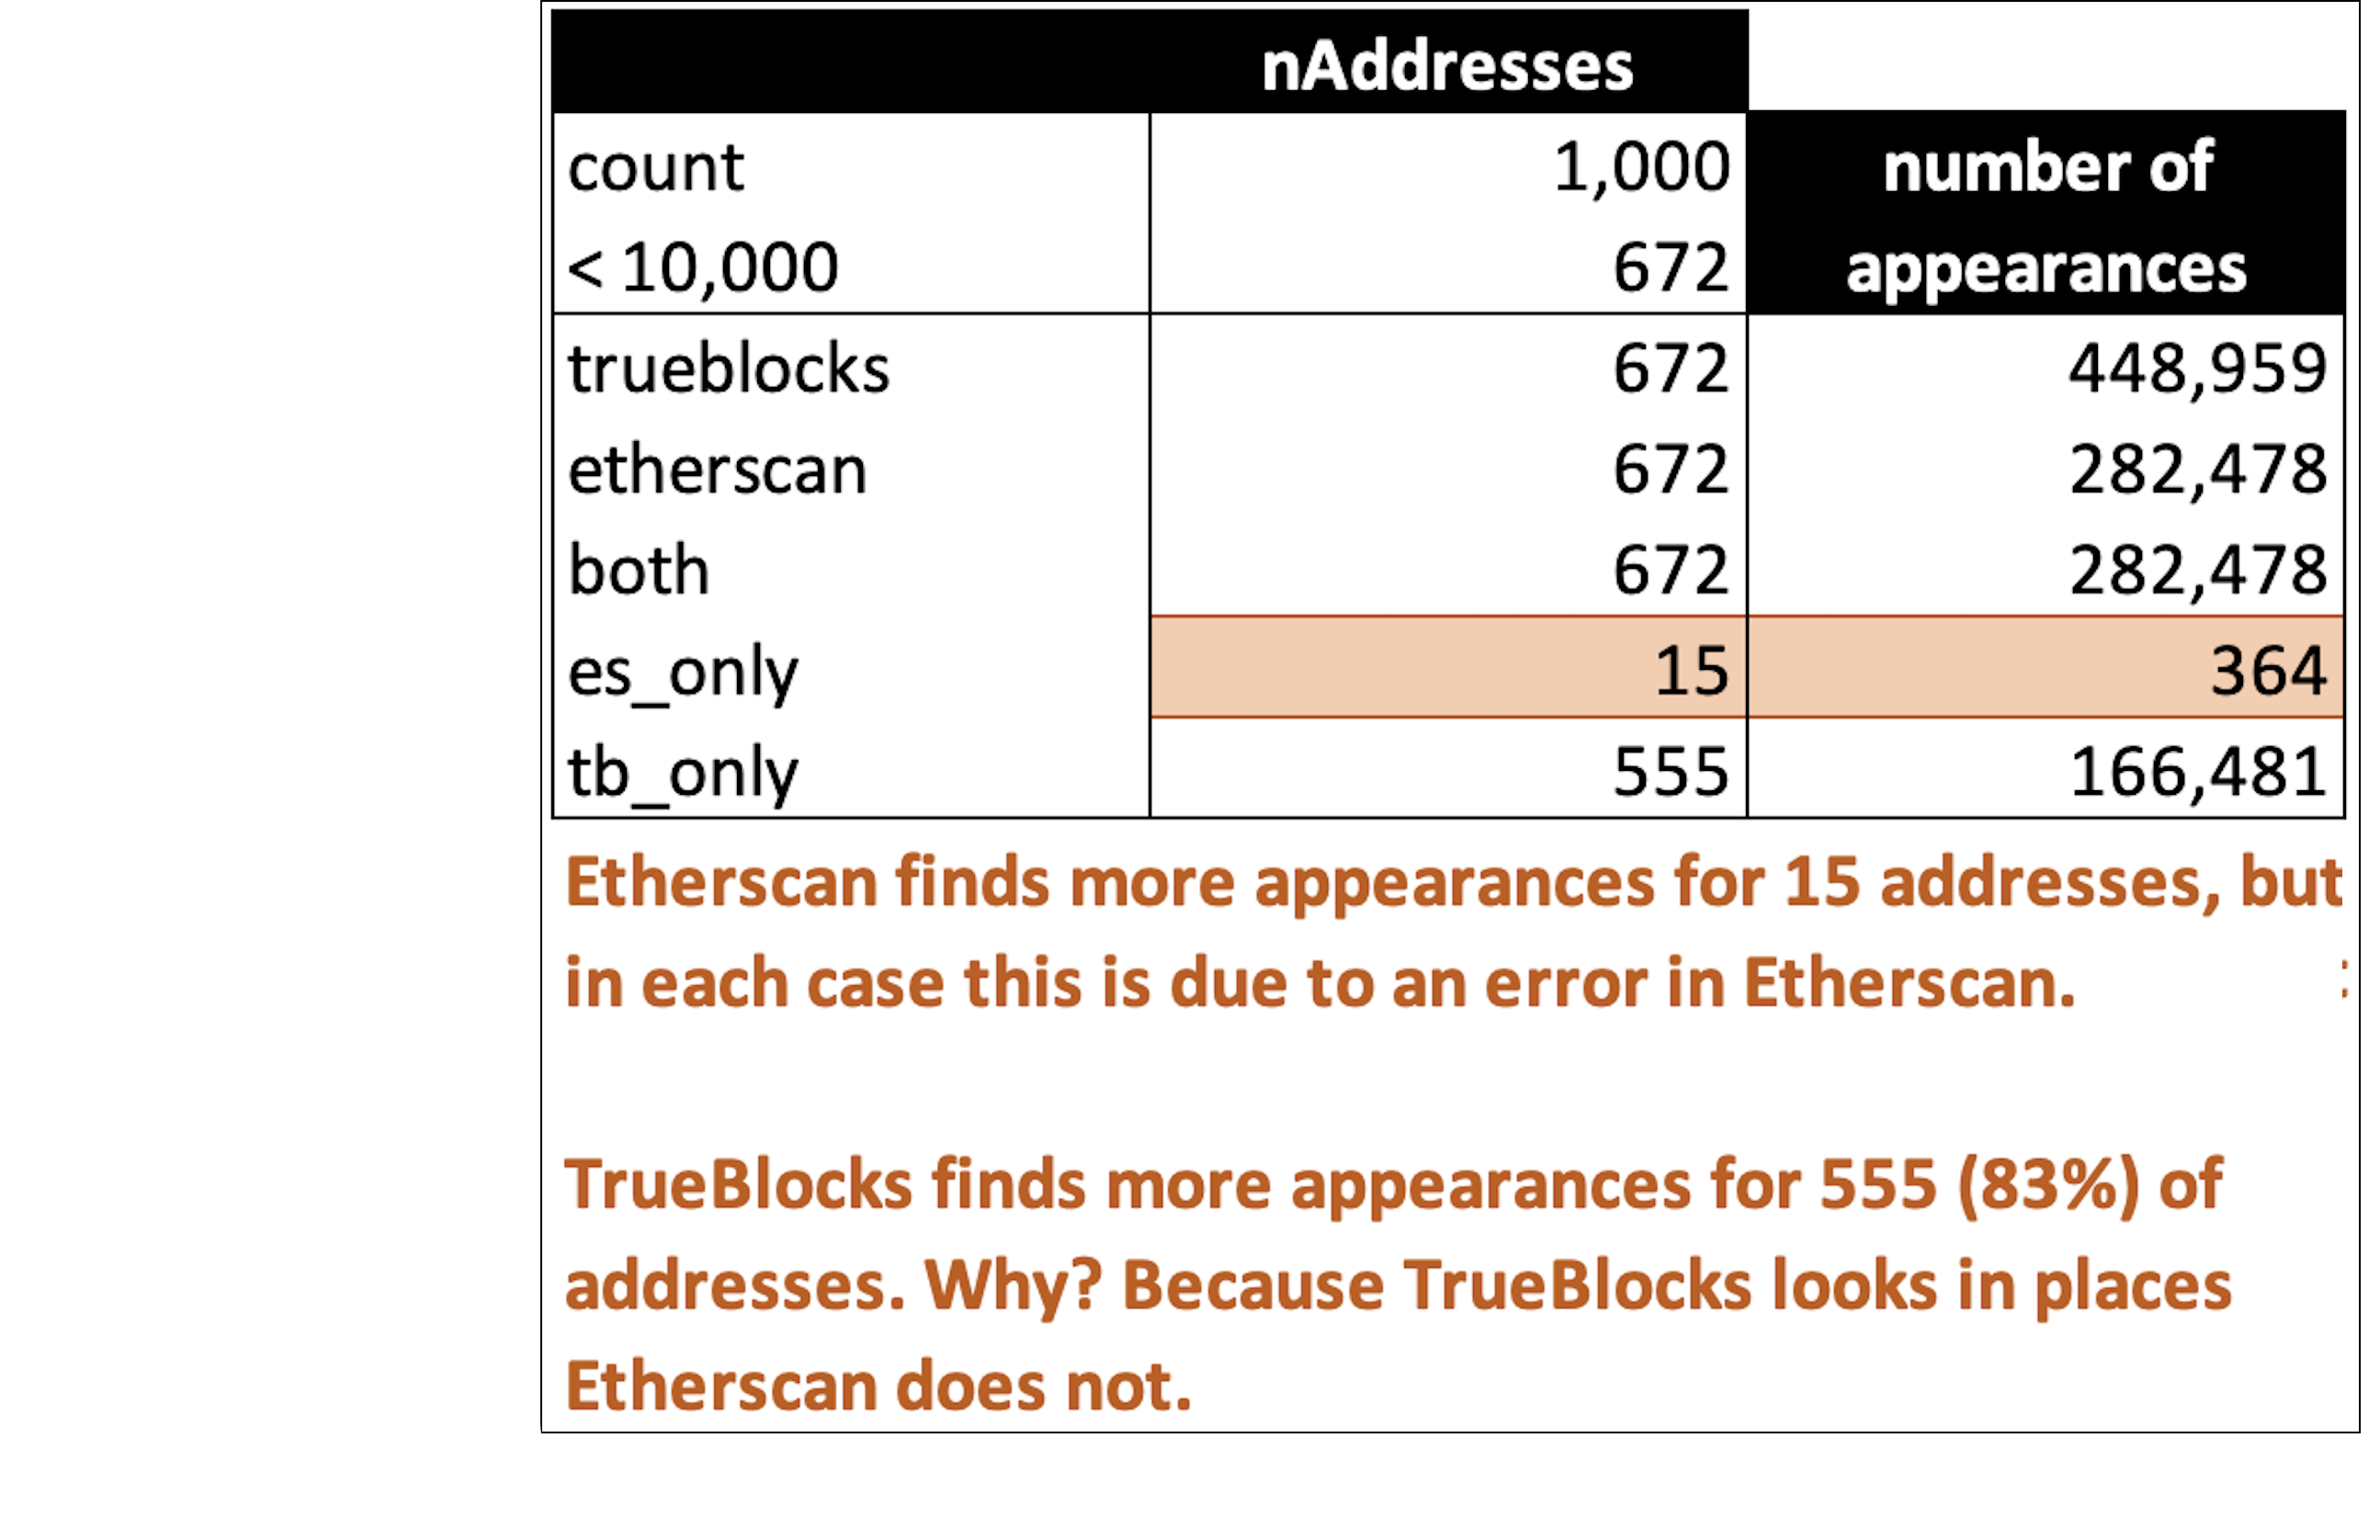 nAddresses
count 1,000 number of
< 10,000 672 appearances
trueblocks 672 448,959
etherscan 672 282,478
both 672 282,478
es_only 15 364
tb_only 555 166,481
Etherscan finds more appearances for 15 addresses, but
in each case this is due to an error in Etherscan.
TrueBlocks finds more appearances for 555 (83%) of
addresses. Why? Because TrueBlocks looks in places
Etherscan does not.